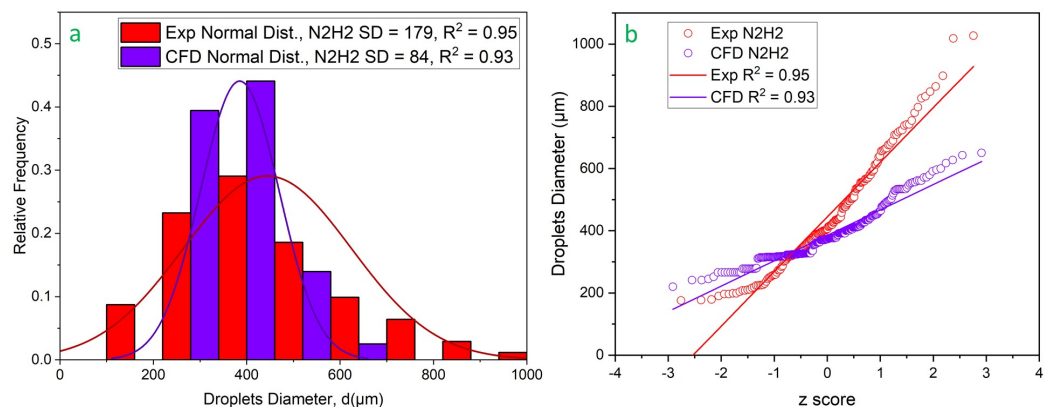 a
Exp Normal Dist., N2H2 SD = 179, R² = 0.95
CFD Normal Dist., N2H2 SD = 84, R² = 0.93
0.5
0.4
0.3
0.2
0.1
0.0
Relative Frequency
0 200 400 600 800 1000
Droplets Diameter, d(µm)
b
Exp N2H2
CFD N2H2
Exp R² = 0.95
CFD R² = 0.93
1000
800
600
400
200
0
Droplets Diameter (µm)
-4 -3 -2 -1 0 1 2 3 4
z score